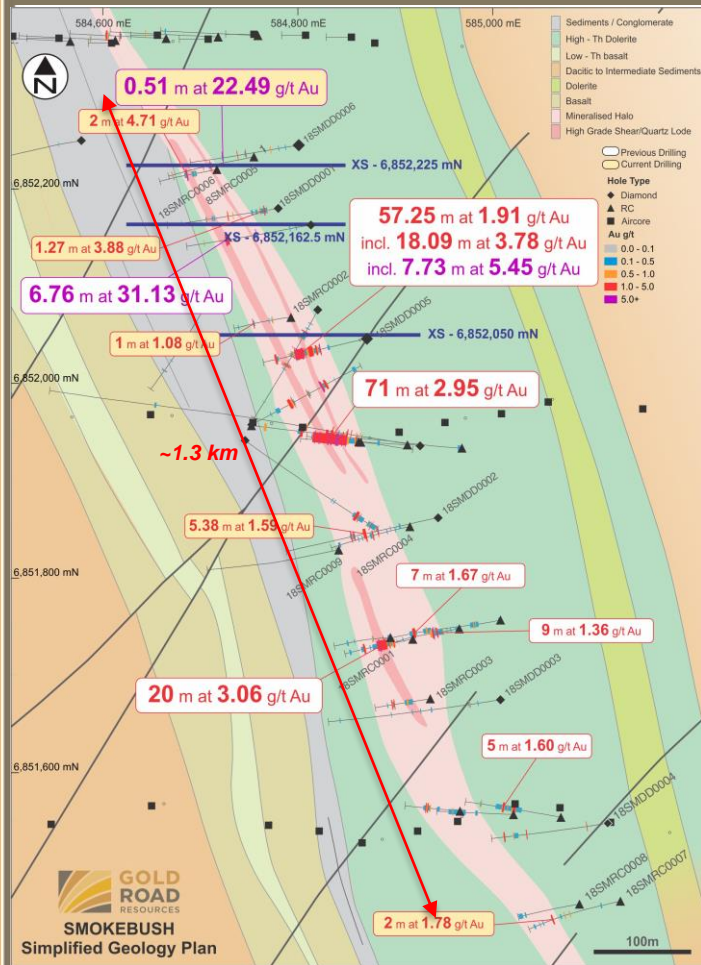 584,600 mE
584,800 mE
585,000 mE
Sediments / Conglomerate
High - Th Dolerite
Low - Th basalt
Dacitic to Intermediate Sediments
Dolerite
Basalt
Mineralised Halo
High Grade Shear/Quartz Lode
Previous Drilling
Current Drilling
Hole Type
Diamond
RC
Aircore
Au g/t
0.0 - 0.1
0.1 - 0.5
0.5 - 1.0
1.0 - 5.0
5.0+
N
0.51 m at 22.49 g/t Au
2 m at 4.71 g/t Au
18SMDD0006
XS - 6,852,225 mN
6,852,200 mN
18SMRC0006
8SMRC0005
18SMDD0001
57.25 m at 1.91 g/t Au
incl. 18.09 m at 3.78 g/t Au
incl. 7.73 m at 5.45 g/t Au
XS - 6,852,162.5 mN
1.27 m at 3.88 g/t Au
6.76 m at 31.13 g/t Au
18SMRC0002
18SMDD0005
XS - 6,852,050 mN
1 m at 1.08 g/t Au
6,852,000 mN
71 m at 2.95 g/t Au
~1.3 km
18SMDD0002
5.38 m at 1.59 g/t Au
18SMRC0004
18SMRC0009
6,851,800 mN
7 m at 1.67 g/t Au
9 m at 1.36 g/t Au
18SMRC0001
18SMRC0003
18SMDD0003
20 m at 3.06 g/t Au
5 m at 1.60 g/t Au
6,851,600 mN
18SMDD0004
18SMRC0008
18SMRC0007
2 m at 1.78 g/t Au
GOLD
ROAD
RESOURCES
SMOKEBUSH
Simplified Geology Plan
100m